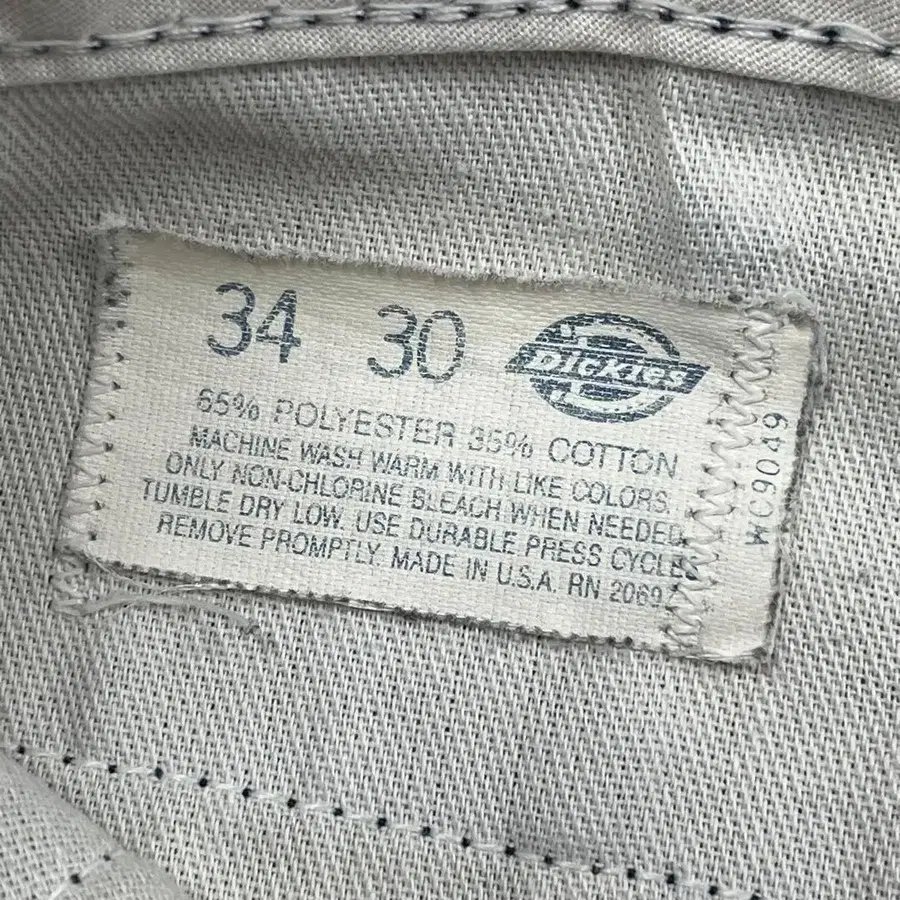 34 30
DICKIES
65% POLYESTER 35% COTTON
MACHINE WASH WARM WITH LIKE COLORS.
ONLY NON-CHLORINE BLEACH WHEN NEEDED.
TUMBLE DRY LOW. USE DURABLE PRESS CYCLE.
REMOVE PROMPTLY. MADE IN U.S.A. RN 20697
WC9049